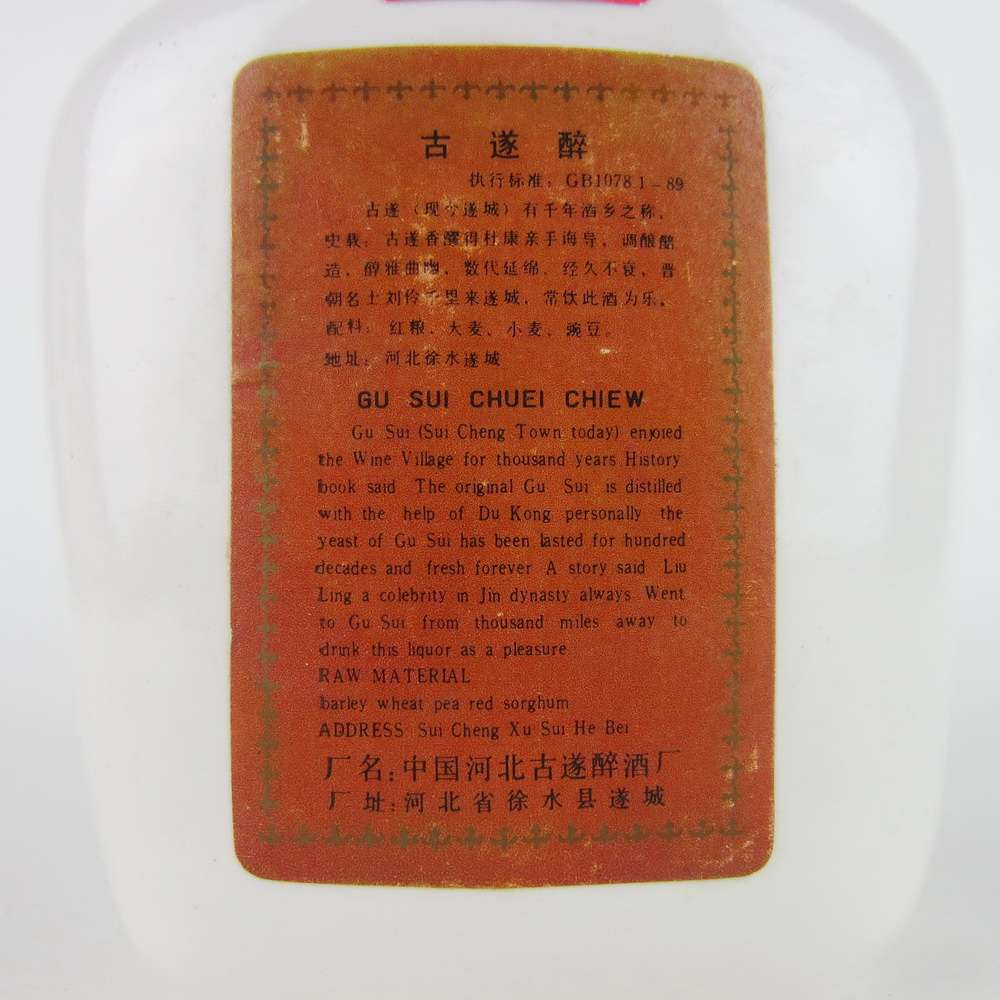 古遂醉
执行标准：GB1078 1-89
古遂（现今遂城）有千年酒乡之称，
史载：古遂香醪得杜康亲手诲导，调酿酩
造，醇雅曲幽，数代延绵，经久不衰，晋
朝名士刘伶千里来遂城，常饮此酒为乐。
配料：红粮、大麦、小麦、豌豆。
地址：河北徐水遂城
GU SUI CHUEI CHIEW
Gu Sui (Sui Cheng Town today) enjoied
the Wine Village for thousand years History
book said The original Gu Sui is distilled
with the help of Du Kong personally the
yeast of Gu Sui has been lasted for hundred
decades and fresh forever A story said Liu
Ling a colebrity in Jin dynasty always Went
to Gu Sui from thousand miles away to
drink this liquor as a pleasure
RAW MATERIAL
barley wheat pea red sorghum
ADDRESS Sui Cheng Xu Sui He Bei
厂名：中国河北古遂醉酒厂
厂址：河北省徐水县遂城